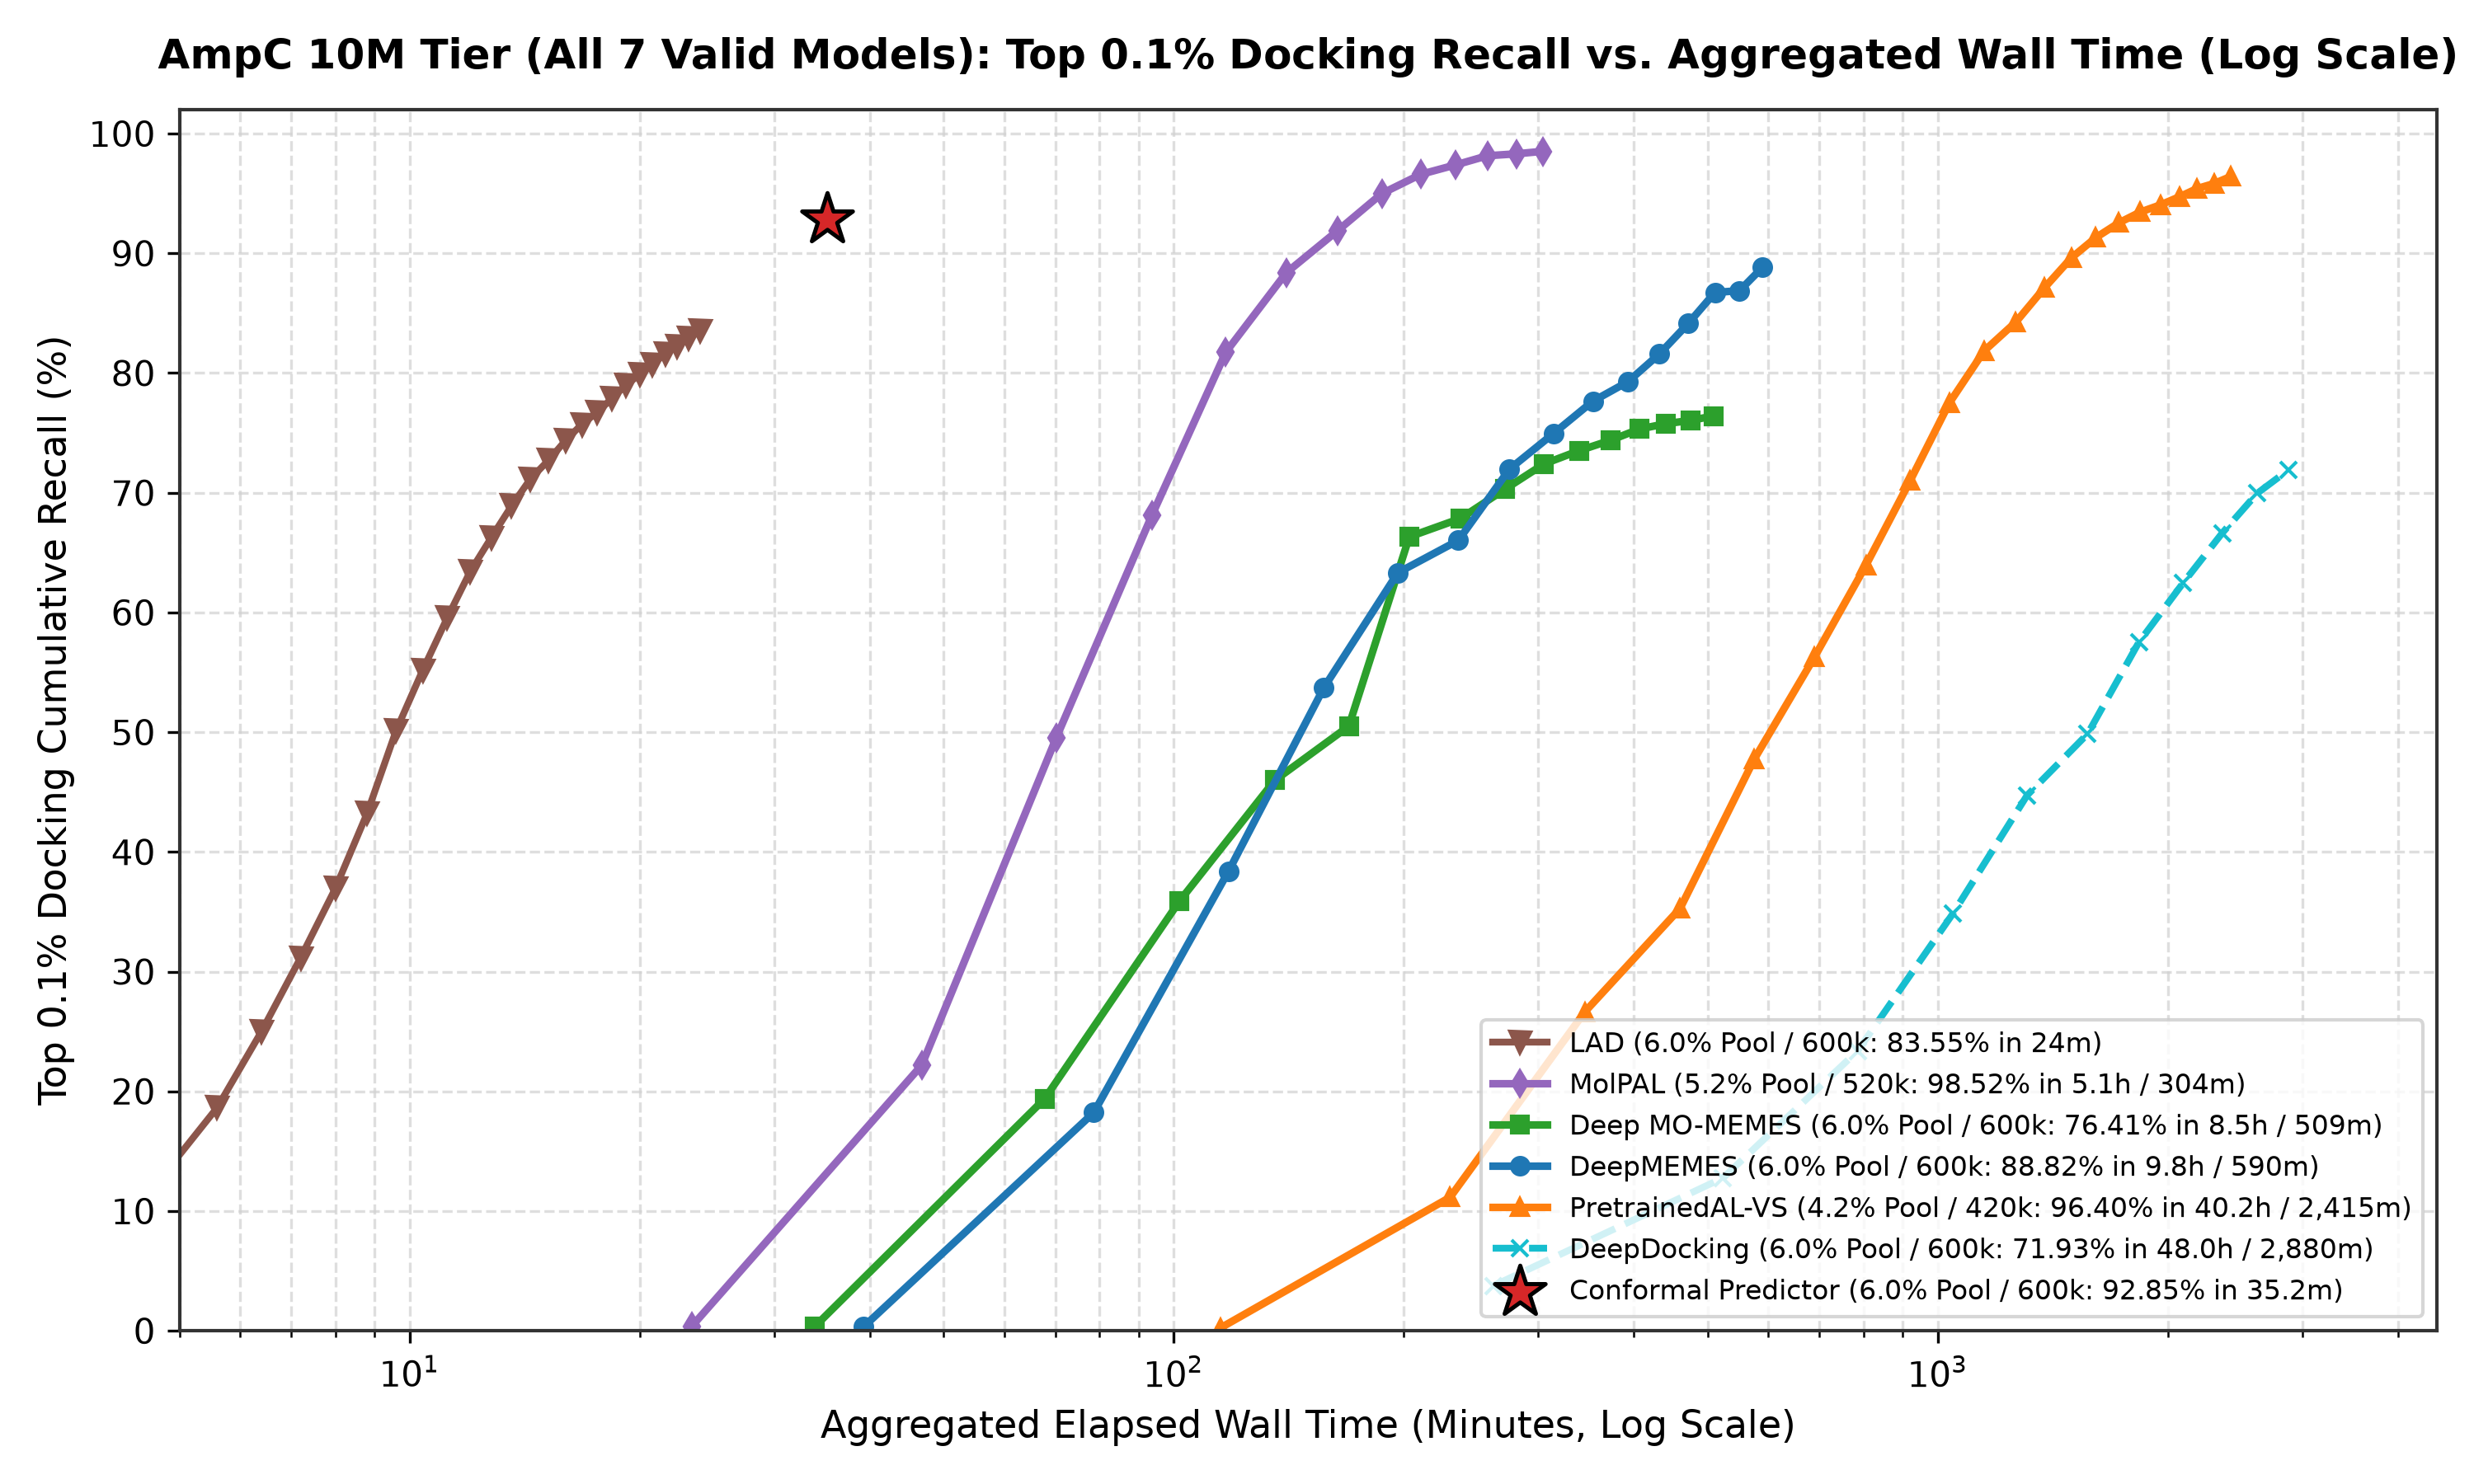 AmpC 10M Tier (All 7 Valid Models): Top 0.1% Docking Recall vs. Aggregated Wall Time (Log Scale)
Top 0.1% Docking Cumulative Recall (%)
100
90
80
70
60
50
40
30
20
10
0
10¹
10²
10³
Aggregated Elapsed Wall Time (Minutes, Log Scale)
LAD (6.0% Pool / 600k: 83.55% in 24m)
MolPAL (5.2% Pool / 520k: 98.52% in 5.1h / 304m)
Deep MO-MEMES (6.0% Pool / 600k: 76.41% in 8.5h / 509m)
DeepMEMES (6.0% Pool / 600k: 88.82% in 9.8h / 590m)
PretrainedAL-VS (4.2% Pool / 420k: 96.40% in 40.2h / 2,415m)
DeepDocking (6.0% Pool / 600k: 71.93% in 48.0h / 2,880m)
Conformal Predictor (6.0% Pool / 600k: 92.85% in 35.2m)